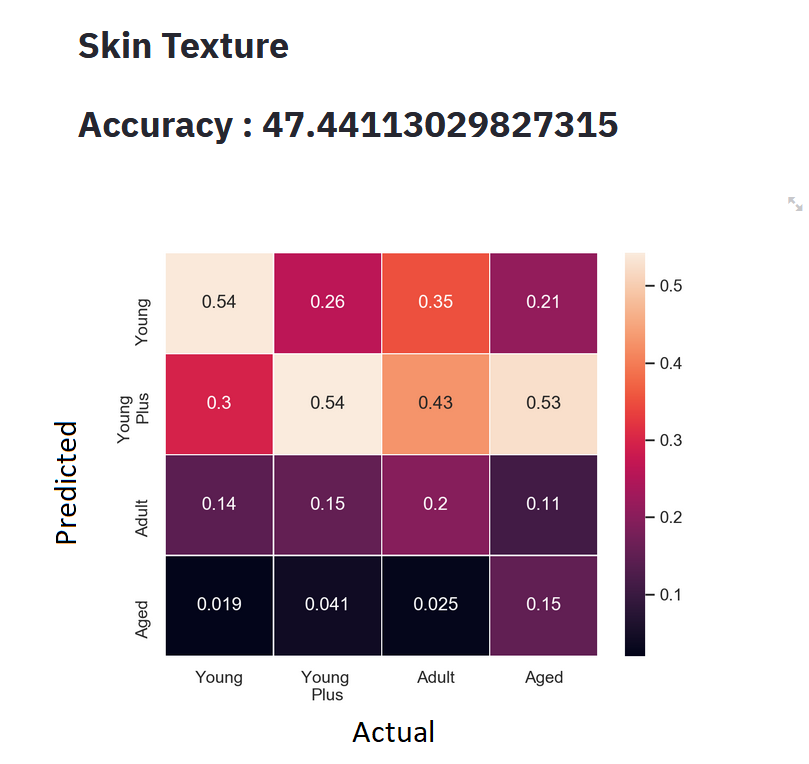 Skin Texture
Accuracy : 47.44113029827315
Young
0.54 0.26 0.35 0.21
0.5
0.4
Young
Plus
0.3 0.54 0.43 0.53
0.3
Predicted
Adult
0.14 0.15 0.2 0.11
0.2
Aged
0.019 0.041 0.025 0.15
0.1
Young Young Adult Aged
Plus
Actual